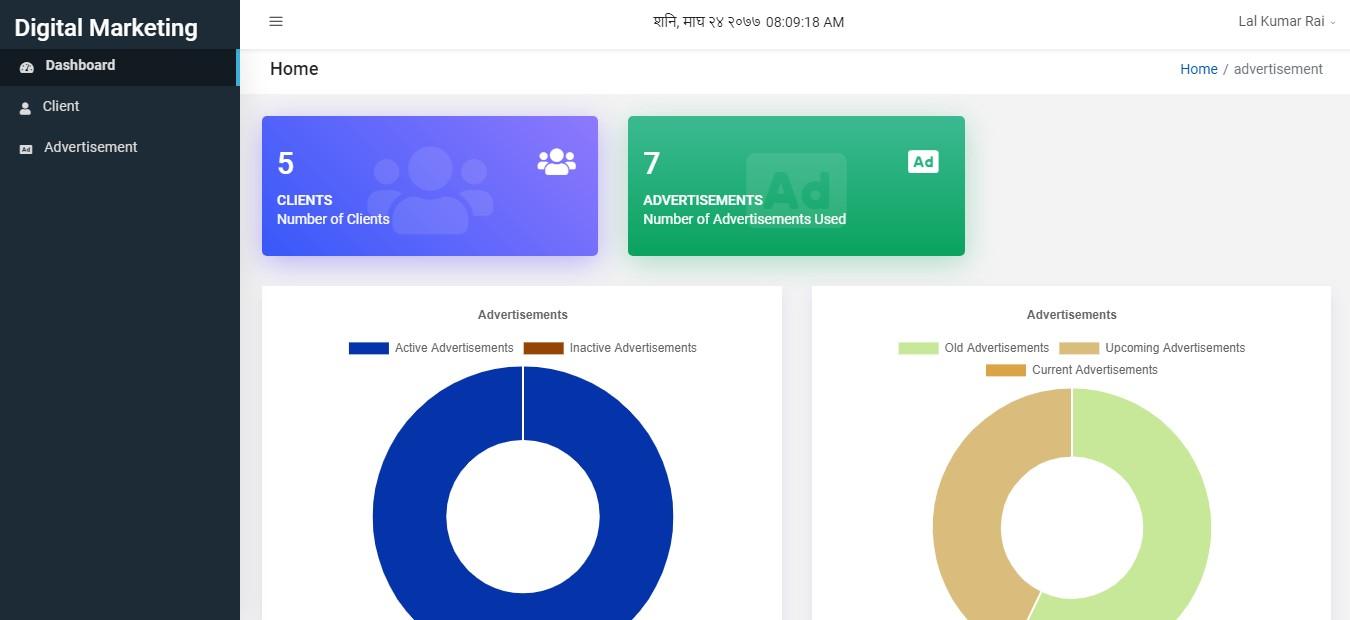 Digital Marketing
शनि, माघ २४ २०७७ 08:09:18 AM
Lal Kumar Rai
Dashboard
Client
Advertisement
Home
Home / advertisement
5
CLIENTS
Number of Clients
7
ADVERTISEMENTS
Number of Advertisements Used
Ad
Ad
Advertisements
Active Advertisements Inactive Advertisements
Advertisements
Old Advertisements Upcoming Advertisements
Current Advertisements